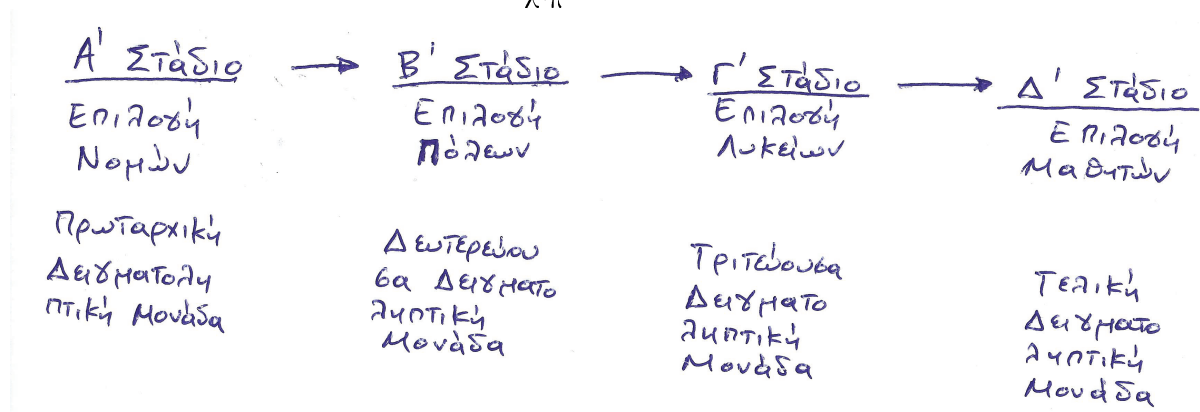 Α' Στάδιο
Επιλογή
Νομών
Πρωταρχική
Δειγματολη
πτική Μονάδα
Β' Στάδιο
Επιλογή
Πόλεων
Δευτερεύου
σα Δειγματο
ληπτική
Μονάδα
Γ' Στάδιο
Επιλογή
Λυκείων
Τριτεύουσα
Δειγματο
ληπτική
Μονάδα
Δ' Στάδιο
Επιλογή
Μαθητών
Τελική
Δειγματο
ληπτική
Μονάδα